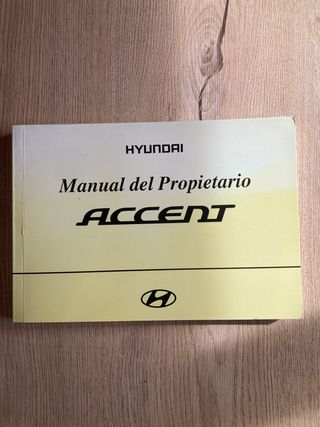 HYUNDAI
Manual del Propietario
ACCENT